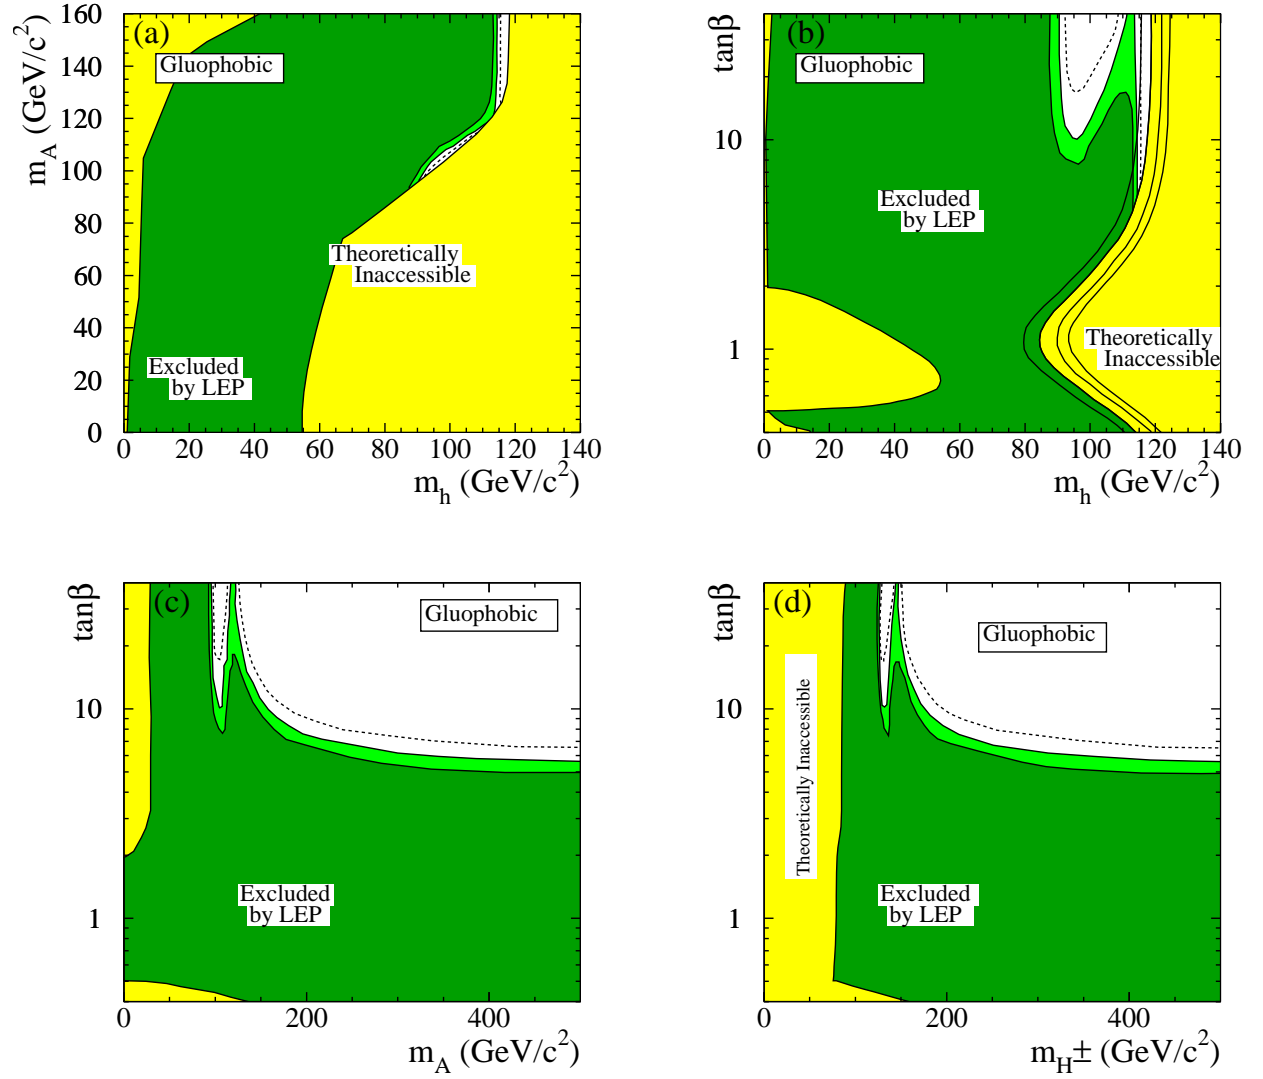 (a)
Gluophobic
m_A (GeV/c²)
160
140
120
100
80
60
40
20
0
Theoretically
Inaccessible
Excluded
by LEP
0 20 40 60 80 100 120 140
m_h (GeV/c²)
(b)
Gluophobic
tanβ
10
1
Excluded
by LEP
Theoretically
Inaccessible
0 20 40 60 80 100 120 140
m_h (GeV/c²)
(c)
Gluophobic
tanβ
10
1
Excluded
by LEP
0 200 400
m_A (GeV/c²)
(d)
Gluophobic
tanβ
10
1
Theoretically Inaccessible
Excluded
by LEP
0 200 400
m_H± (GeV/c²)